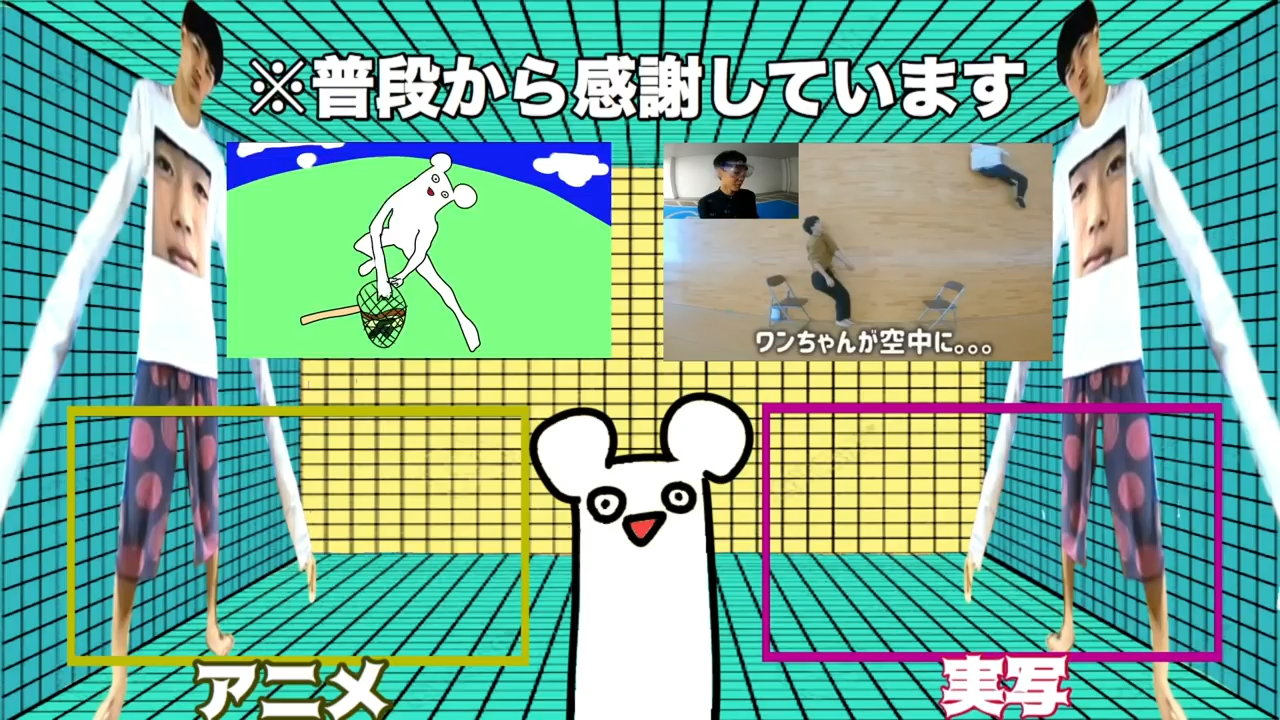 ※普段から感謝しています
ワンちゃんが空中に。。。
アニメ
実写